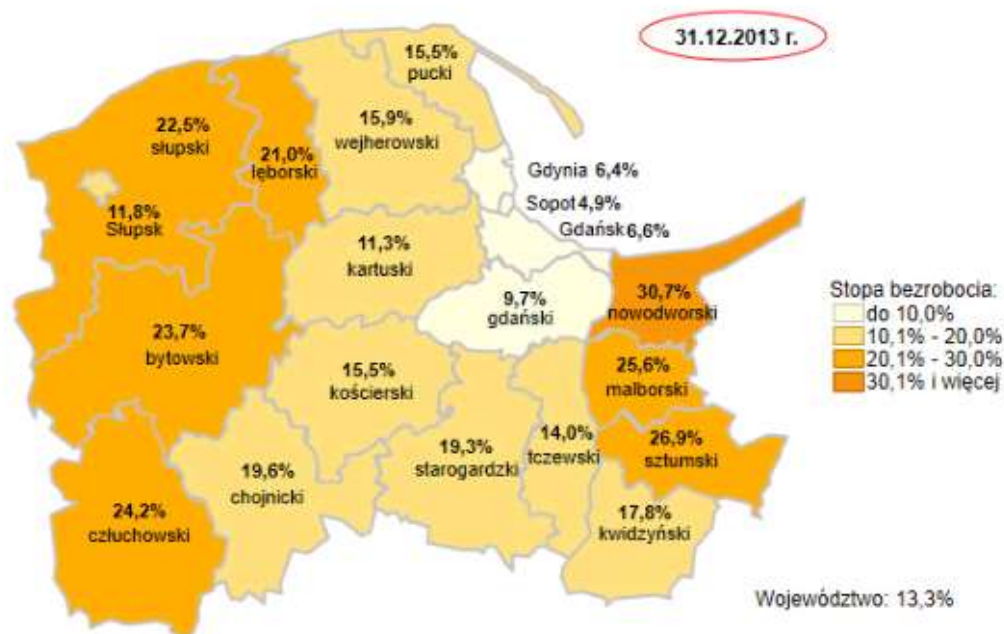 31.12.2013 r.
15,5%
pucki
15,9%
wejherowski
22,5%
słupski
21,0%
lęborski
Gdynia 6,4%
Sopot 4,9%
Gdańsk 6,6%
11,8%
Słupsk
11,3%
kartuski
9,7%
gdański
30,7%
nowodworski
23,7%
bytowski
15,5%
kościerski
25,6%
malborski
19,3%
starogardzki
14,0%
tczewski
26,9%
sztumski
19,6%
chojnicki
24,2%
człuchowski
17,8%
kwidzyński
Stopa bezrobocia:
do 10,0%
10,1% - 20,0%
20,1% - 30,0%
30,1% i więcej
Województwo: 13,3%